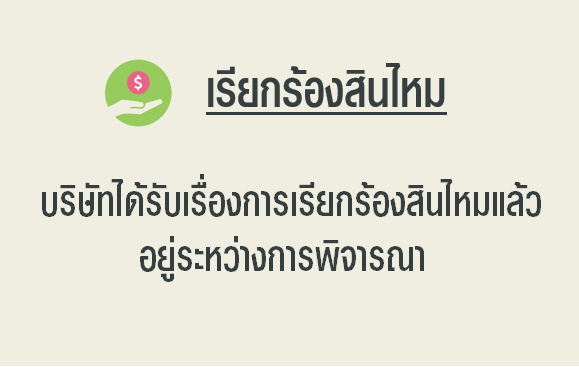 $
เรียกร้องสินไหม
บริษัทได้รับเรื่องการเรียกร้องสินไหมแล้ว
อยู่ระหว่างการพิจารณา